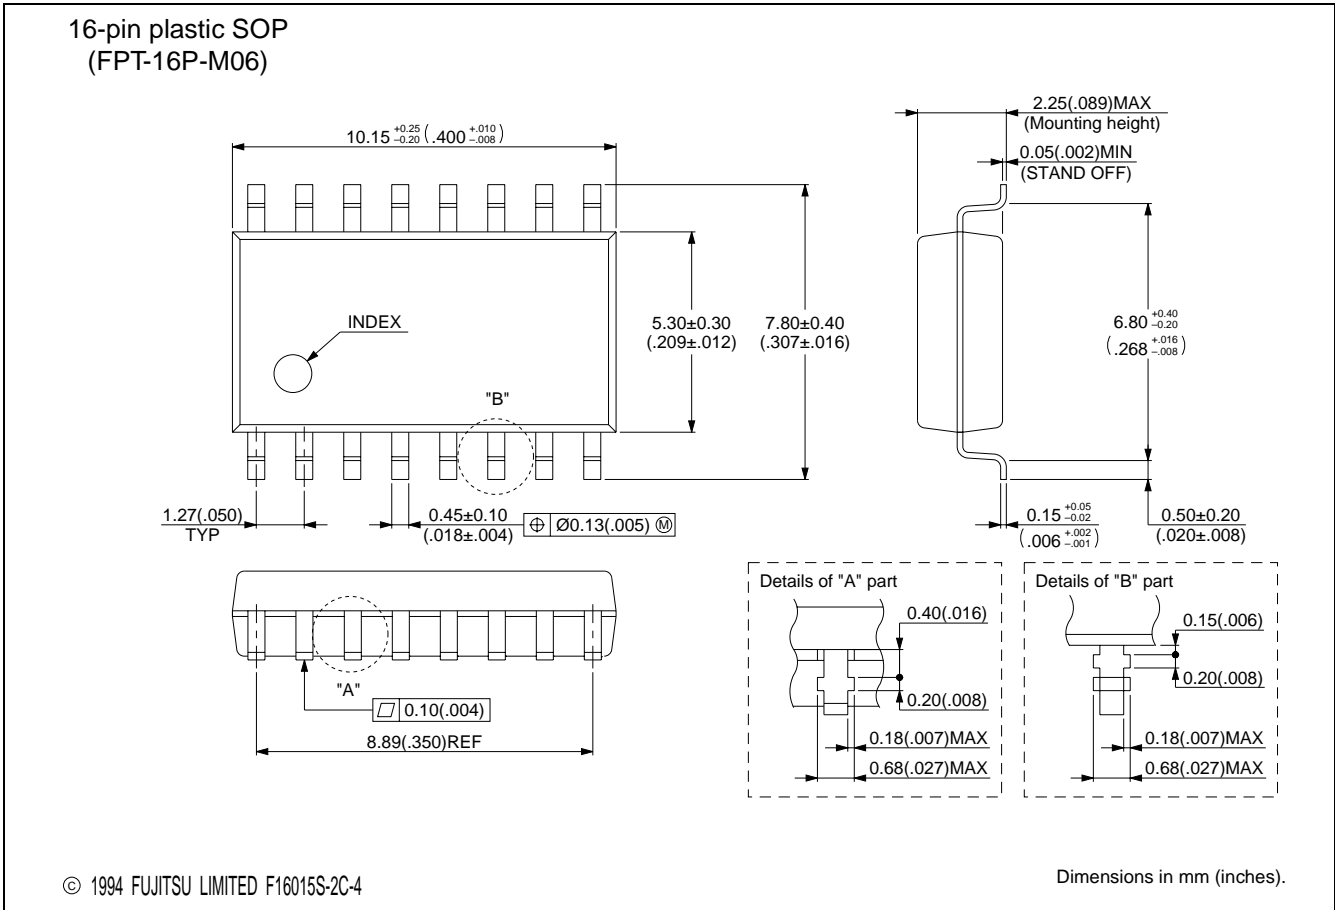 16-pin plastic SOP
(FPT-16P-M06)
2.25(.089)MAX
(Mounting height)
0.05(.002)MIN
(STAND OFF)
10.15 +0.25 –0.20 ( .400 +.010 –.008 )
INDEX
"B"
5.30±0.30
(.209±.012)
7.80±0.40
(.307±.016)
6.80 +0.40 –0.20
( .268 +.016 –.008 )
1.27(.050)
TYP
0.45±0.10
(.018±.004)
⌖ Ø0.13(.005) Ⓜ
0.15 +0.05 –0.02
( .006 +.002 –.001 )
0.50±0.20
(.020±.008)
"A"
⏥ 0.10(.004)
8.89(.350)REF
Details of "A" part
0.40(.016)
0.20(.008)
0.18(.007)MAX
0.68(.027)MAX
Details of "B" part
0.15(.006)
0.20(.008)
0.18(.007)MAX
0.68(.027)MAX
© 1994 FUJITSU LIMITED F16015S-2C-4
Dimensions in mm (inches).